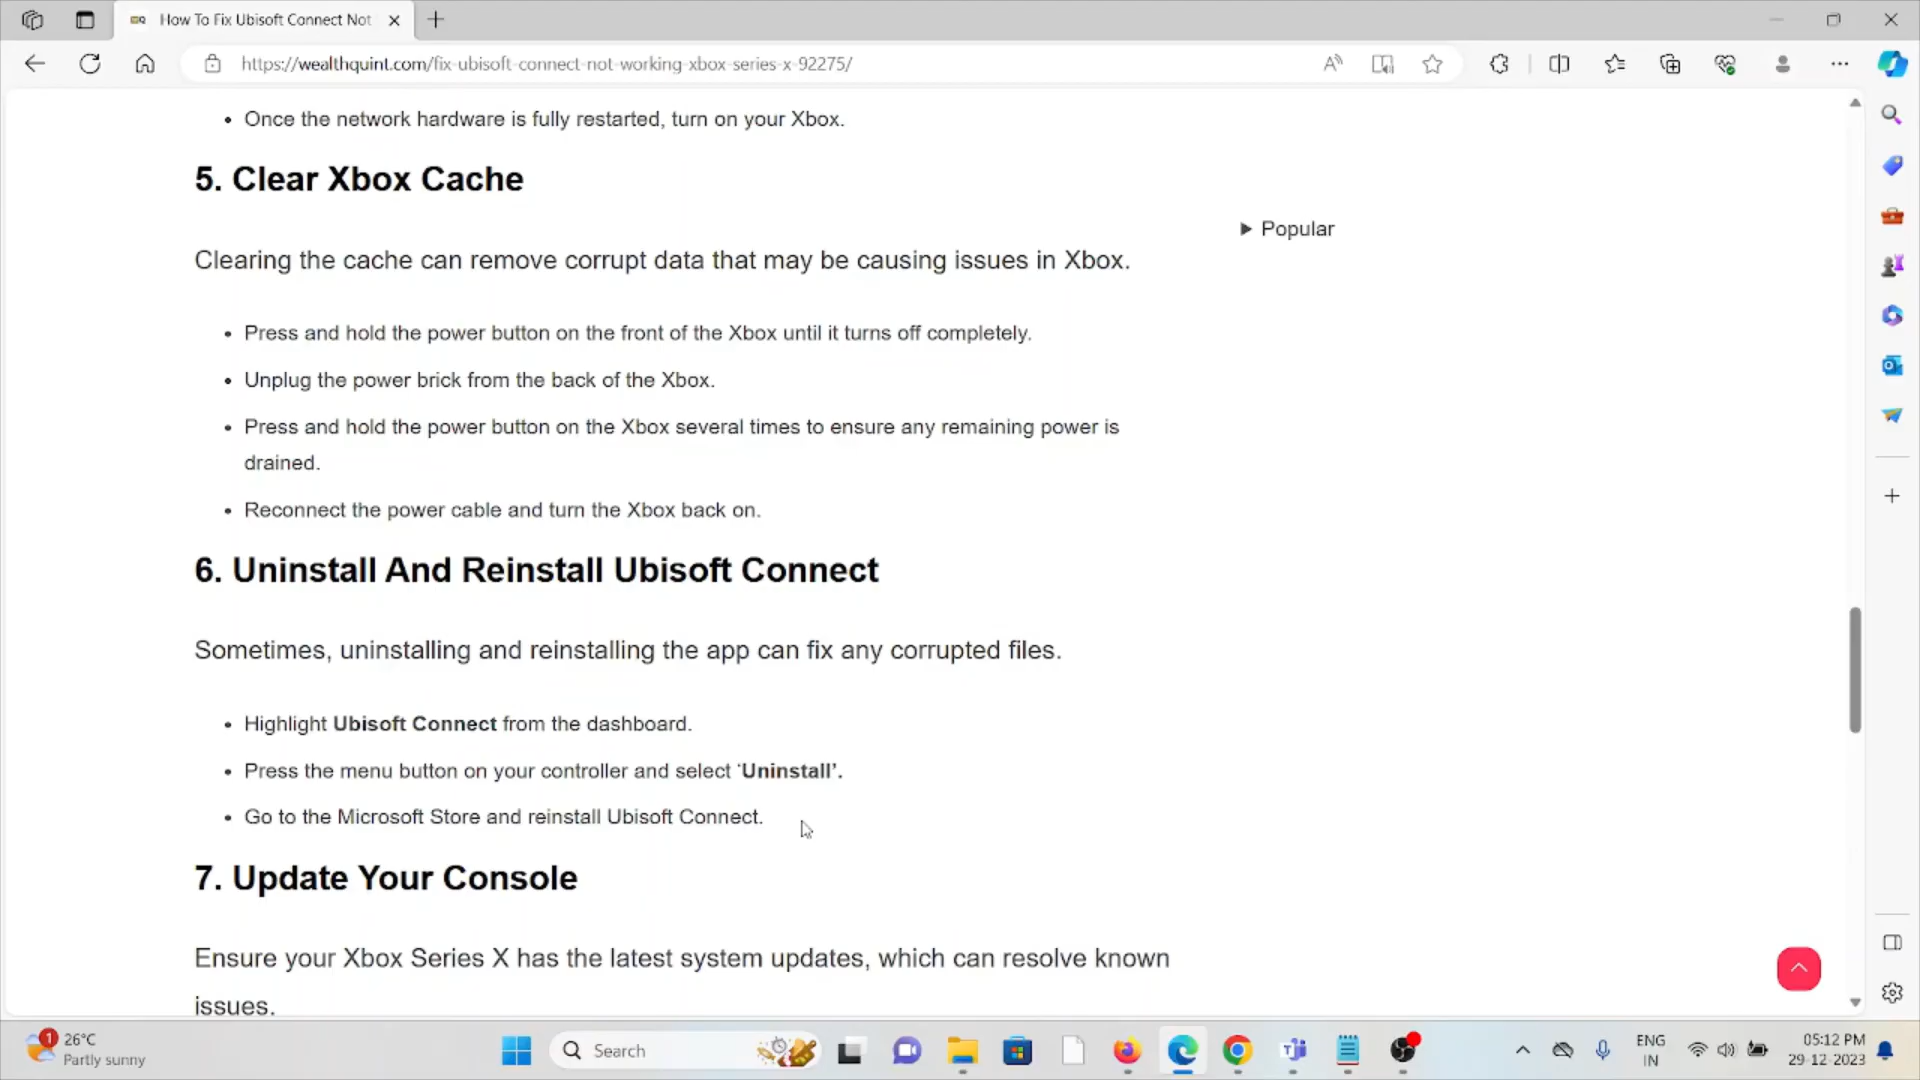 How To Fix Ubisoft Connect Not
https://wealthquint.com/fix-ubisoft-connect-not-working-xbox-series-x-92275/
• Once the network hardware is fully restarted, turn on your Xbox.
5. Clear Xbox Cache
Popular
Clearing the cache can remove corrupt data that may be causing issues in Xbox.
• Press and hold the power button on the front of the Xbox until it turns off completely.
• Unplug the power brick from the back of the Xbox.
• Press and hold the power button on the Xbox several times to ensure any remaining power is
drained.
• Reconnect the power cable and turn the Xbox back on.
6. Uninstall And Reinstall Ubisoft Connect
Sometimes, uninstalling and reinstalling the app can fix any corrupted files.
• Highlight Ubisoft Connect from the dashboard.
• Press the menu button on your controller and select ‘Uninstall’.
• Go to the Microsoft Store and reinstall Ubisoft Connect.
7. Update Your Console
Ensure your Xbox Series X has the latest system updates, which can resolve known
issues.
1
26°C
Partly sunny
Search
ENG
IN
05:12 PM
29-12-2023